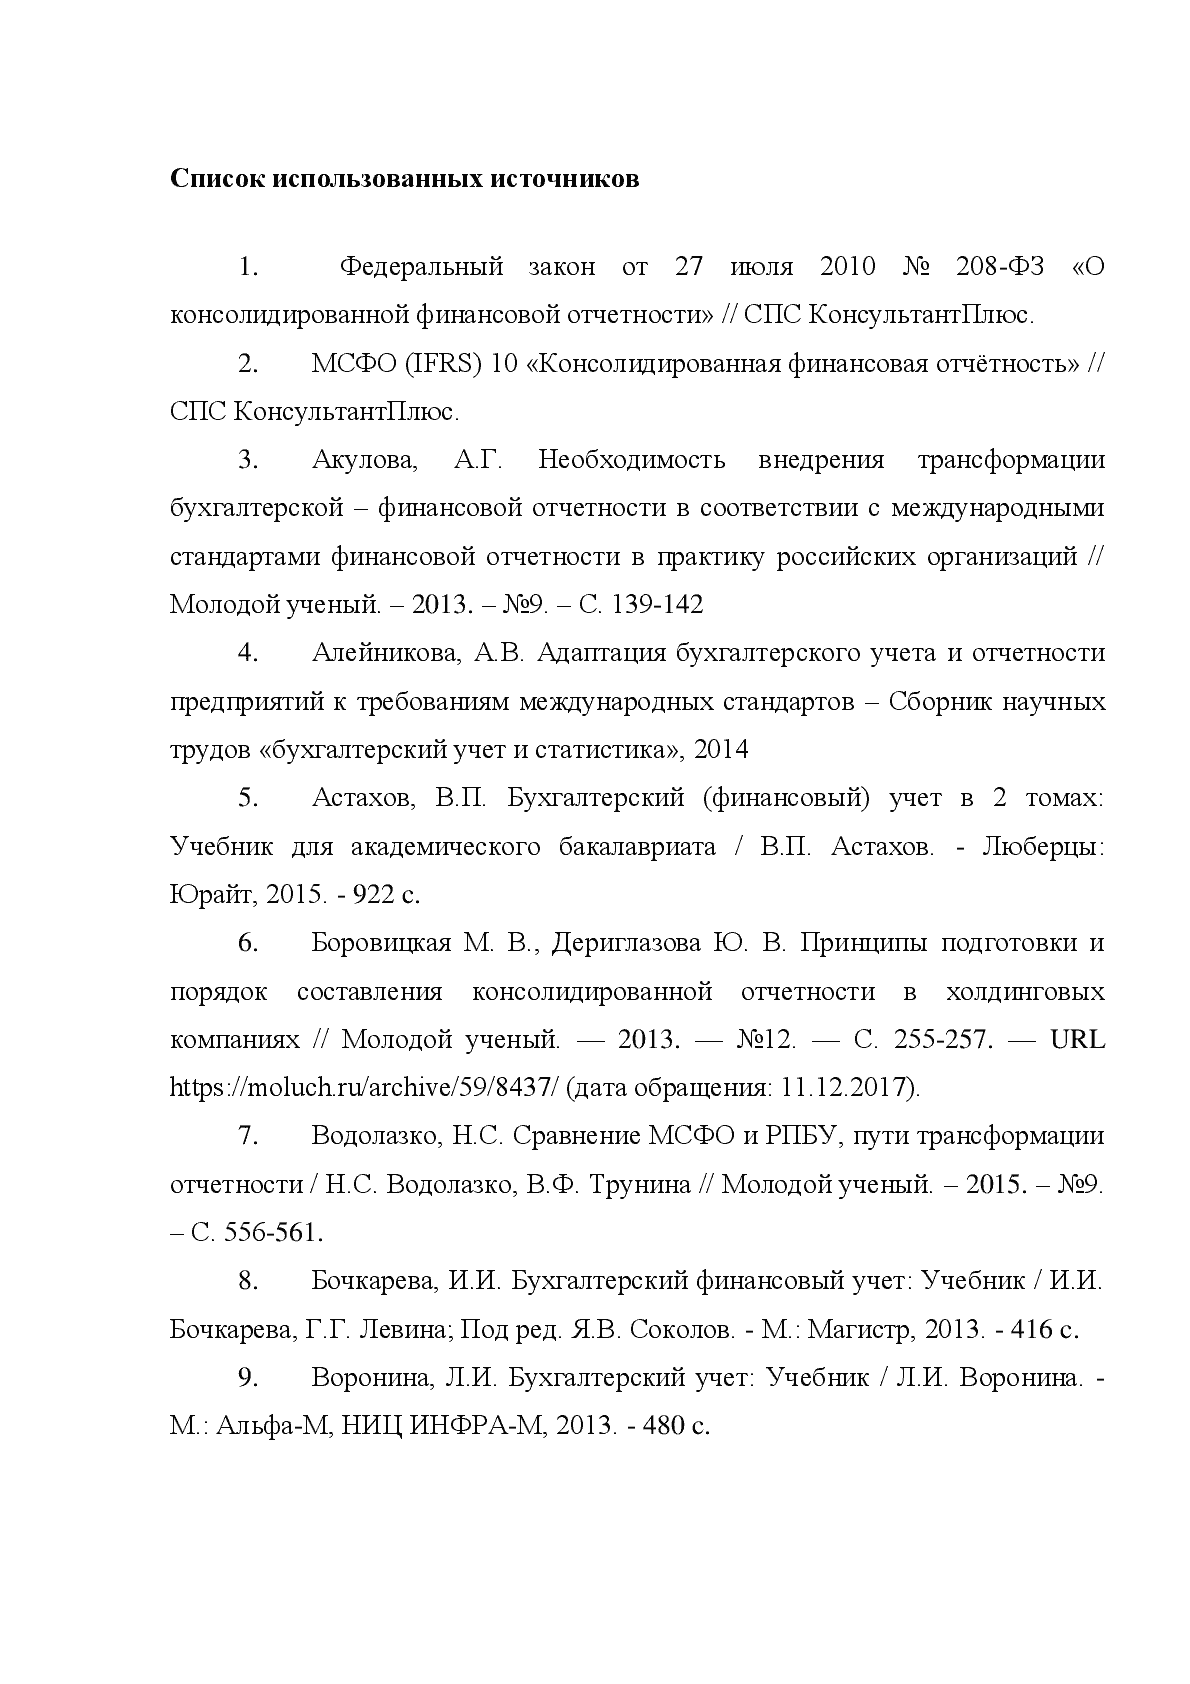 Список использованных источников
1. Федеральный закон от 27 июля 2010 № 208-ФЗ «О
консолидированной финансовой отчетности» // СПС КонсультантПлюс.
2. МСФО (IFRS) 10 «Консолидированная финансовая отчётность» //
СПС КонсультантПлюс.
3. Акулова, А.Г. Необходимость внедрения трансформации
бухгалтерской – финансовой отчетности в соответствии с международными
стандартами финансовой отчетности в практику российских организаций //
Молодой ученый. – 2013. – №9. – С. 139-142
4. Алейникова, А.В. Адаптация бухгалтерского учета и отчетности
предприятий к требованиям международных стандартов – Сборник научных
трудов «бухгалтерский учет и статистика», 2014
5. Астахов, В.П. Бухгалтерский (финансовый) учет в 2 томах:
Учебник для академического бакалавриата / В.П. Астахов. - Люберцы:
Юрайт, 2015. - 922 c.
6. Боровицкая М. В., Дериглазова Ю. В. Принципы подготовки и
порядок составления консолидированной отчетности в холдинговых
компаниях // Молодой ученый. — 2013. — №12. — С. 255-257. — URL
https://moluch.ru/archive/59/8437/ (дата обращения: 11.12.2017).
7. Водолазко, Н.С. Сравнение МСФО и РПБУ, пути трансформации
отчетности / Н.С. Водолазко, В.Ф. Трунина // Молодой ученый. – 2015. – №9.
– С. 556-561.
8. Бочкарева, И.И. Бухгалтерский финансовый учет: Учебник / И.И.
Бочкарева, Г.Г. Левина; Под ред. Я.В. Соколов. - М.: Магистр, 2013. - 416 c.
9. Воронина, Л.И. Бухгалтерский учет: Учебник / Л.И. Воронина. -
М.: Альфа-М, НИЦ ИНФРА-М, 2013. - 480 c.